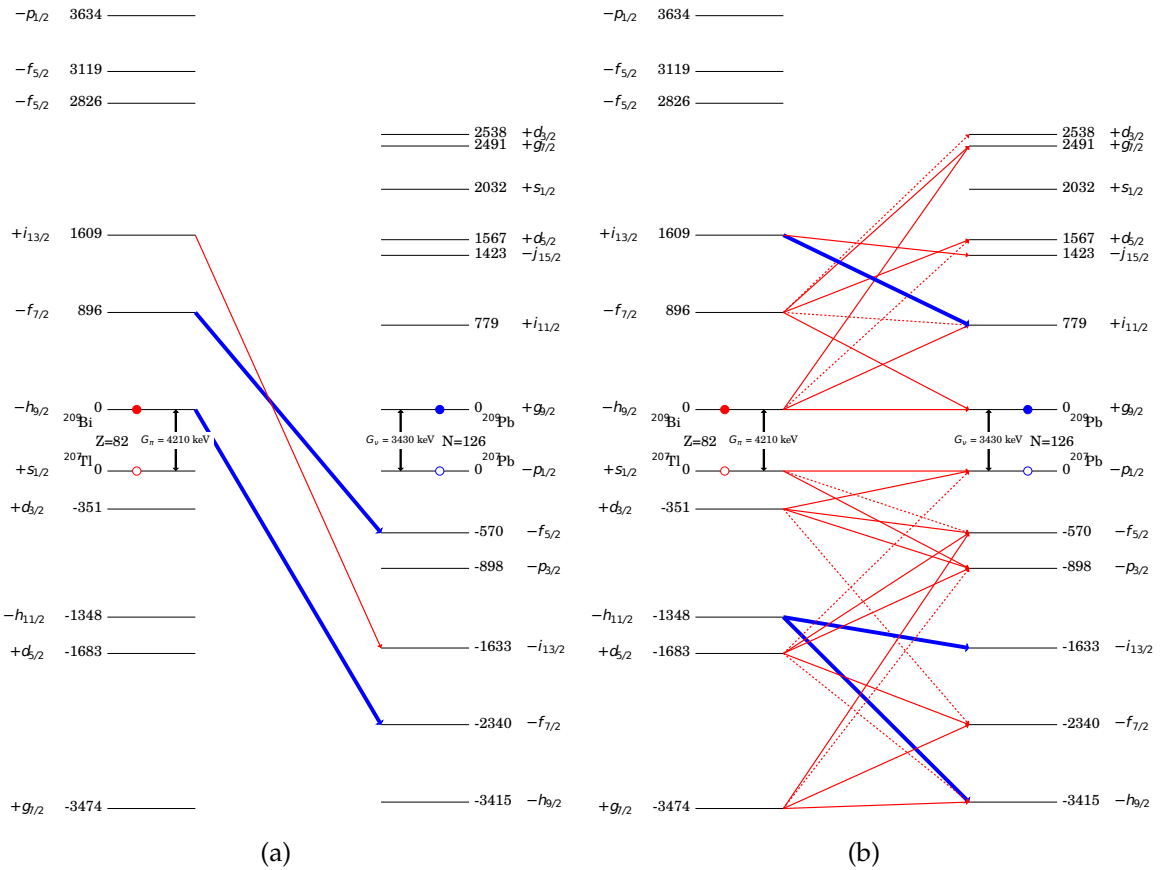 −p1/2 3634
−f5/2 3119
−f5/2 2826
+i13/2 1609
−f7/2 896
−h9/2 0
209Bi
Z=82
Gπ = 4210 keV
207Tl
+s1/2 0
+d3/2 -351
−h11/2 -1348
+d5/2 -1683
+g7/2 -3474
2538 +d3/2
2491 +g7/2
2032 +s1/2
1567 +d5/2
1423 −j15/2
779 +i11/2
0 +g9/2
209Pb
Gν = 3430 keV
N=126
207Pb
0 −p1/2
-570 −f5/2
-898 −p3/2
-1633 −i13/2
-2340 −f7/2
-3415 −h9/2
(a)
−p1/2 3634
−f5/2 3119
−f5/2 2826
+i13/2 1609
−f7/2 896
−h9/2 0
209Bi
Z=82
Gπ = 4210 keV
207Tl
+s1/2 0
+d3/2 -351
−h11/2 -1348
+d5/2 -1683
+g7/2 -3474
2538 +d3/2
2491 +g7/2
2032 +s1/2
1567 +d5/2
1423 −j15/2
779 +i11/2
0 +g9/2
209Pb
Gν = 3430 keV
N=126
207Pb
0 −p1/2
-570 −f5/2
-898 −p3/2
-1633 −i13/2
-2340 −f7/2
-3415 −h9/2
(b)